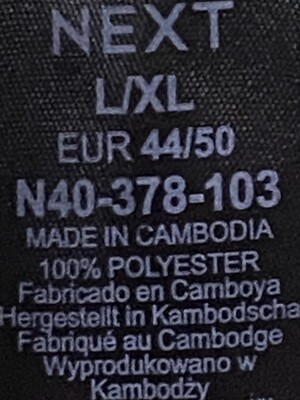 NEXT
L/XL
EUR 44/50
N40-378-103
MADE IN CAMBODIA
100% POLYESTER
Fabricado en Camboya
Hergestellt in Kambodscha
Fabriqué au Cambodge
Wyprodukowano w
Kambodży